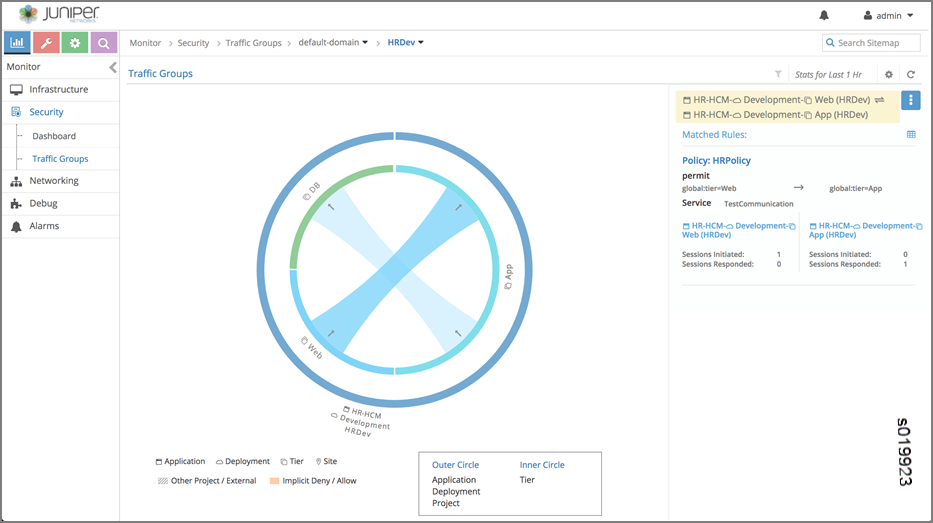 JUNIPER
NETWORKS
admin
Monitor > Security > Traffic Groups > default-domain > HRDev
Search Sitemap
Monitor
Infrastructure
Security
Dashboard
Traffic Groups
Networking
Debug
Alarms
Traffic Groups
Stats for Last 1 Hr
DB
App
Web
HR-HCM
Development
HRDev
Application Deployment Tier Site
Other Project / External Implicit Deny / Allow
Outer Circle
Application
Deployment
Project
Inner Circle
Tier
HR-HCM- Development- Web (HRDev)
HR-HCM- Development- App (HRDev)
Matched Rules:
Policy: HRPolicy
permit
global:tier=Web → global:tier=App
Service TestCommunication
HR-HCM- Development-
Web (HRDev)
Sessions Initiated: 1
Sessions Responded: 0
HR-HCM- Development-
App (HRDev)
Sessions Initiated: 0
Sessions Responded: 1
s019923